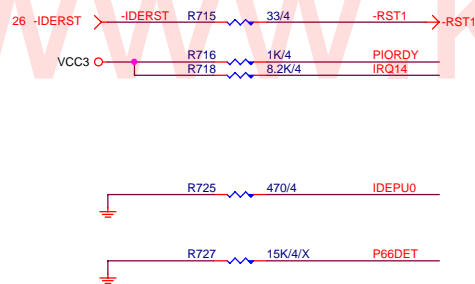 26 -IDERST -IDERST R715 33/4 -RST1 -RST1
VCC3 R716 1K/4 PIORDY
R718 8.2K/4 IRQ14
R725 470/4 IDEPU0
R727 15K/4/X P66DET